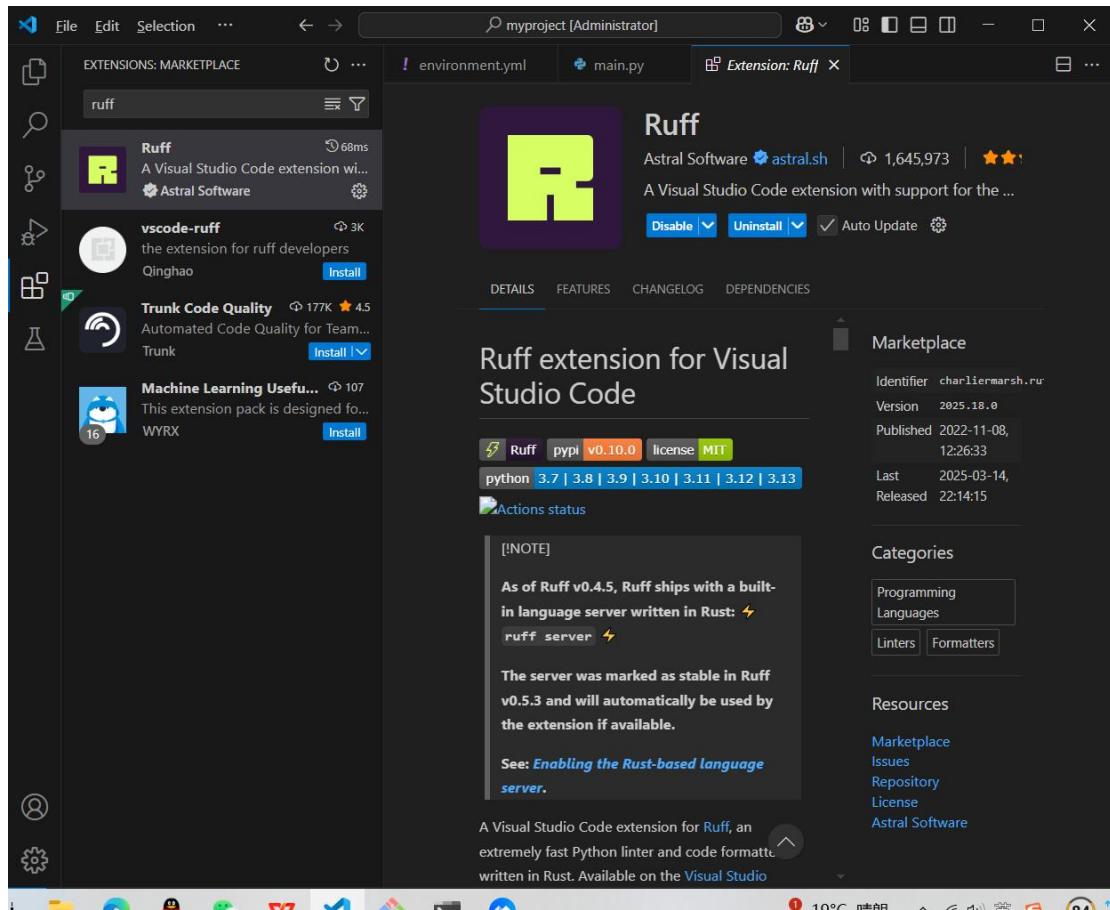 File Edit Selection ··· myproject [Administrator]
EXTENSIONS: MARKETPLACE
ruff
Ruff 68ms
A Visual Studio Code extension wi...
Astral Software
vscode-ruff 3K
the extension for ruff developers
Qinghao Install
Trunk Code Quality 177K 4.5
Automated Code Quality for Team...
Trunk Install
Machine Learning Usefu... 107
This extension pack is designed fo...
16 WYRX Install
! environment.yml main.py Extension: Ruff
R
Ruff
Astral Software astral.sh 1,645,973
A Visual Studio Code extension with support for the ...
Disable Uninstall Auto Update
DETAILS FEATURES CHANGELOG DEPENDENCIES
Ruff extension for Visual
Studio Code
Ruff pypi v0.10.0 license MIT
python 3.7 | 3.8 | 3.9 | 3.10 | 3.11 | 3.12 | 3.13
Actions status
[!NOTE]
As of Ruff v0.4.5, Ruff ships with a built-
in language server written in Rust: ⚡
ruff server ⚡
The server was marked as stable in Ruff
v0.5.3 and will automatically be used by
the extension if available.
See: Enabling the Rust-based language
server.
A Visual Studio Code extension for Ruff, an
extremely fast Python linter and code formatte
written in Rust. Available on the Visual Studio
Marketplace
Identifier charliermarsh.ru
Version 2025.18.0
Published 2022-11-08,
12:26:33
Last 2025-03-14,
Released 22:14:15
Categories
Programming
Languages
Linters Formatters
Resources
Marketplace
Issues
Repository
License
Astral Software
19°C 晴朗